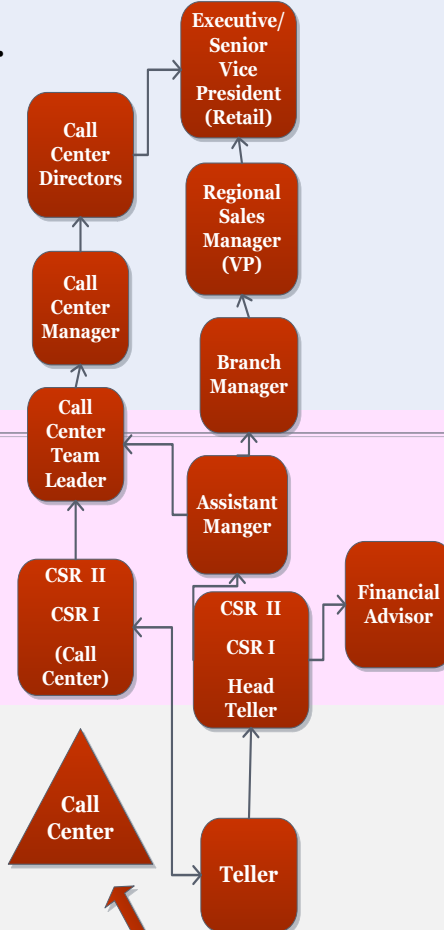 Executive/
Senior
Vice
President
(Retail)
Call
Center
Directors
Regional
Sales
Manager
(VP)
Call
Center
Manager
Branch
Manager
Call
Center
Team
Leader
Assistant
Manger
CSR II
CSR I
(Call
Center)
CSR II
CSR I
Head
Teller
Financial
Advisor
Call
Center
Teller